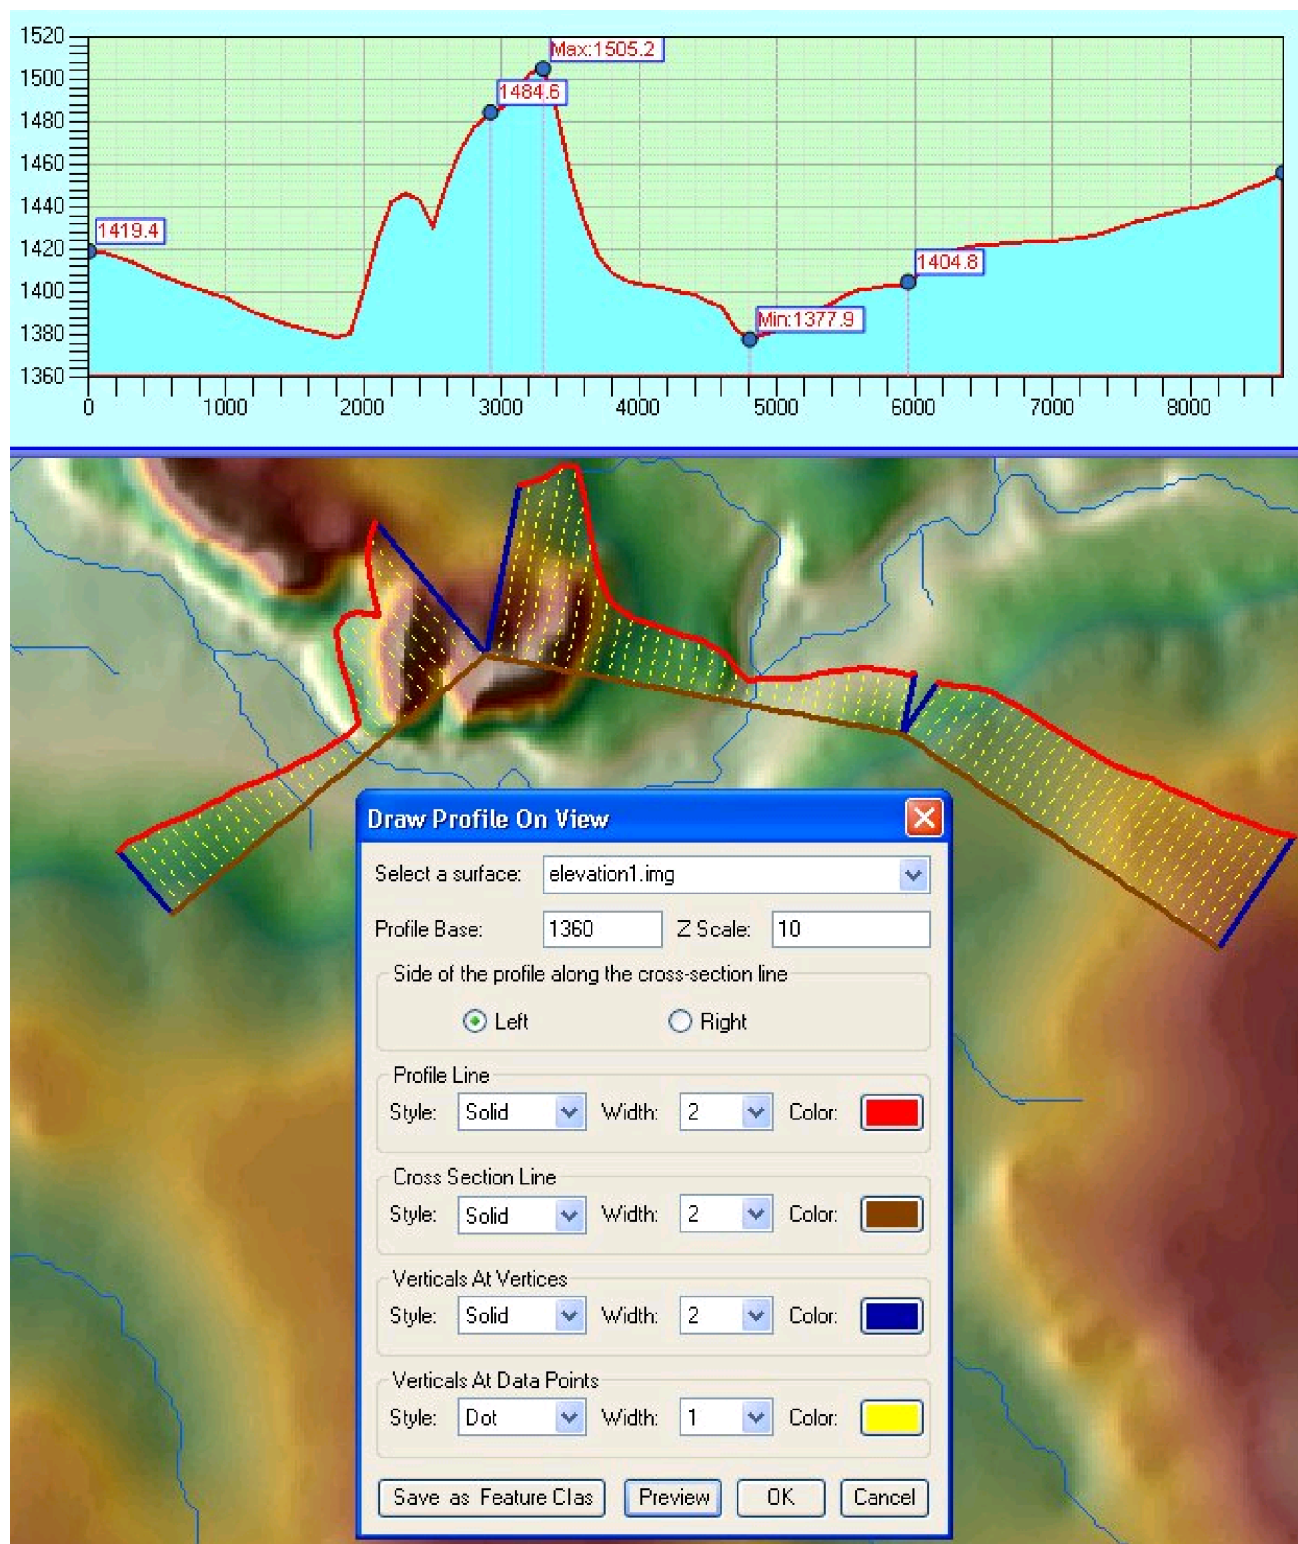 1520
1500
1480
1460
1440
1420
1400
1380
1360
Max:1505.2
1484.6
1419.4
1404.8
Min:1377.9
0 1000 2000 3000 4000 5000 6000 7000 8000
Draw Profile On View
Select a surface: elevation1.img
Profile Base: 1360 Z Scale: 10
Side of the profile along the cross-section line
Left Right
Profile Line
Style: Solid Width: 2 Color:
Cross Section Line
Style: Solid Width: 2 Color:
Verticals At Vertices
Style: Solid Width: 2 Color:
Verticals At Data Points
Style: Dot Width: 1 Color:
Save as Feature Clas Preview OK Cancel